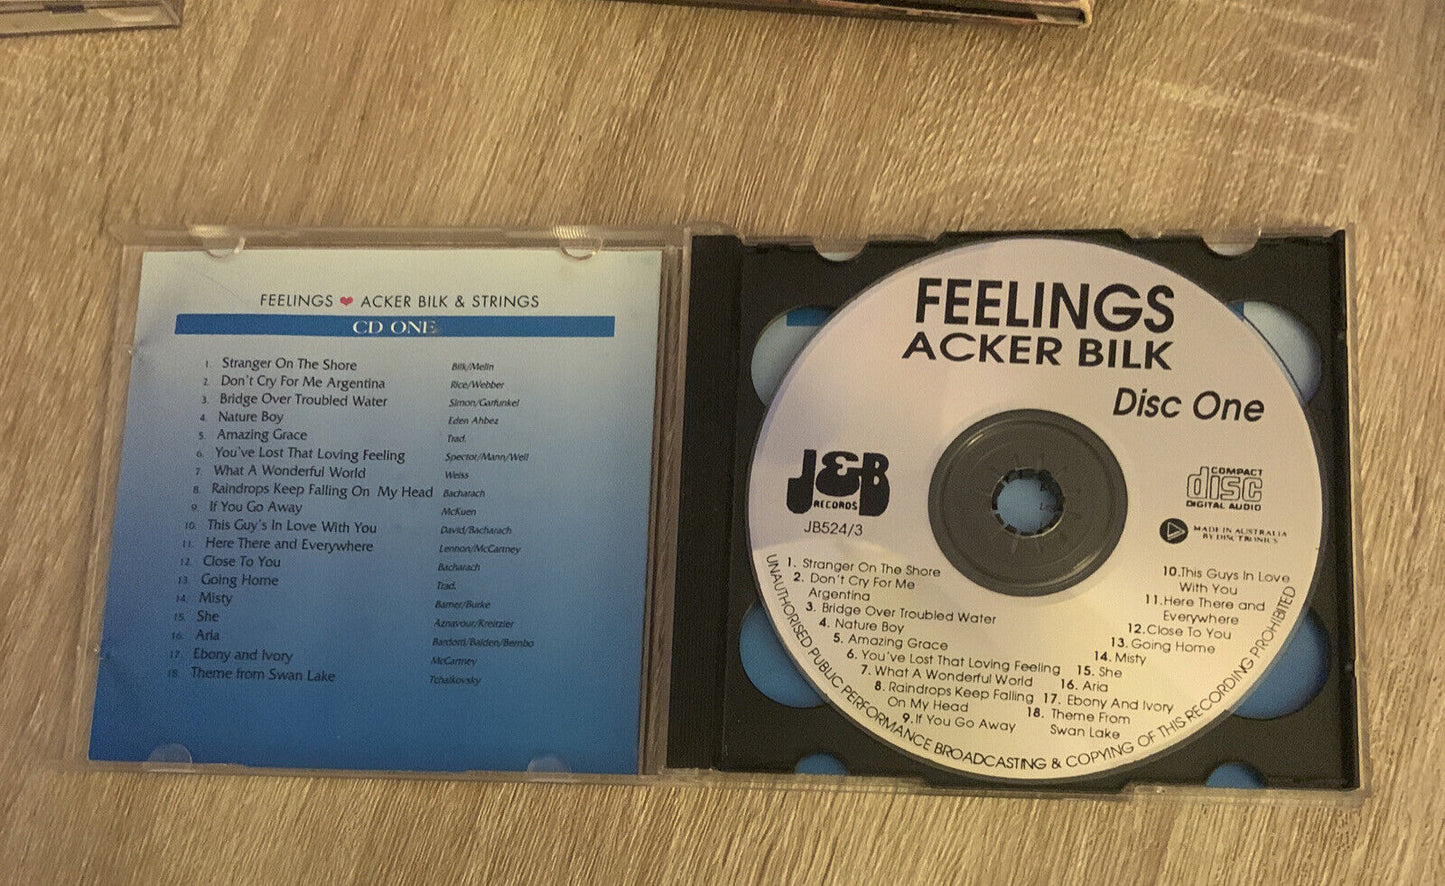 FEELINGS ❤ ACKER BILK & STRINGS
CD ONE
1. Stranger On The Shore Bilk/Melin
2. Don't Cry For Me Argentina Rice/Webber
3. Bridge Over Troubled Water Simon/Garfunkel
4. Nature Boy Eden Ahbez
5. Amazing Grace Trad.
6. You've Lost That Loving Feeling Spector/Mann/Weil
7. What A Wonderful World Weiss
8. Raindrops Keep Falling On My Head Bacharach
9. If You Go Away McKuen
10. This Guy's In Love With You David/Bacharach
11. Here There and Everywhere Lennon/McCartney
12. Close To You Bacharach
13. Going Home Trad.
14. Misty Barner/Burke
15. She Aznavour/Kreitzler
16. Aria Bardotti/Balden/Bembo
17. Ebony and Ivory McCartney
18. Theme from Swan Lake Tchaikovsky
FEELINGS
ACKER BILK
Disc One
J&B
RECORDS
JB524/3
COMPACT
disc
DIGITAL AUDIO
MADE IN AUSTRALIA
BY DISC TRONICS
1. Stranger On The Shore
2. Don't Cry For Me
Argentina
3. Bridge Over Troubled Water
4. Nature Boy
5. Amazing Grace
6. You've Lost That Loving Feeling
7. What A Wonderful World
8. Raindrops Keep Falling
On My Head
9. If You Go Away
10. This Guys In Love
With You
11. Here There and
Everywhere
12. Close To You
13. Going Home
14. Misty
15. She
16. Aria
17. Ebony And Ivory
18. Theme From
Swan Lake
UNAUTHORISED PUBLIC PERFORMANCE BROADCASTING & COPYING OF THIS RECORDING PROHIBITED